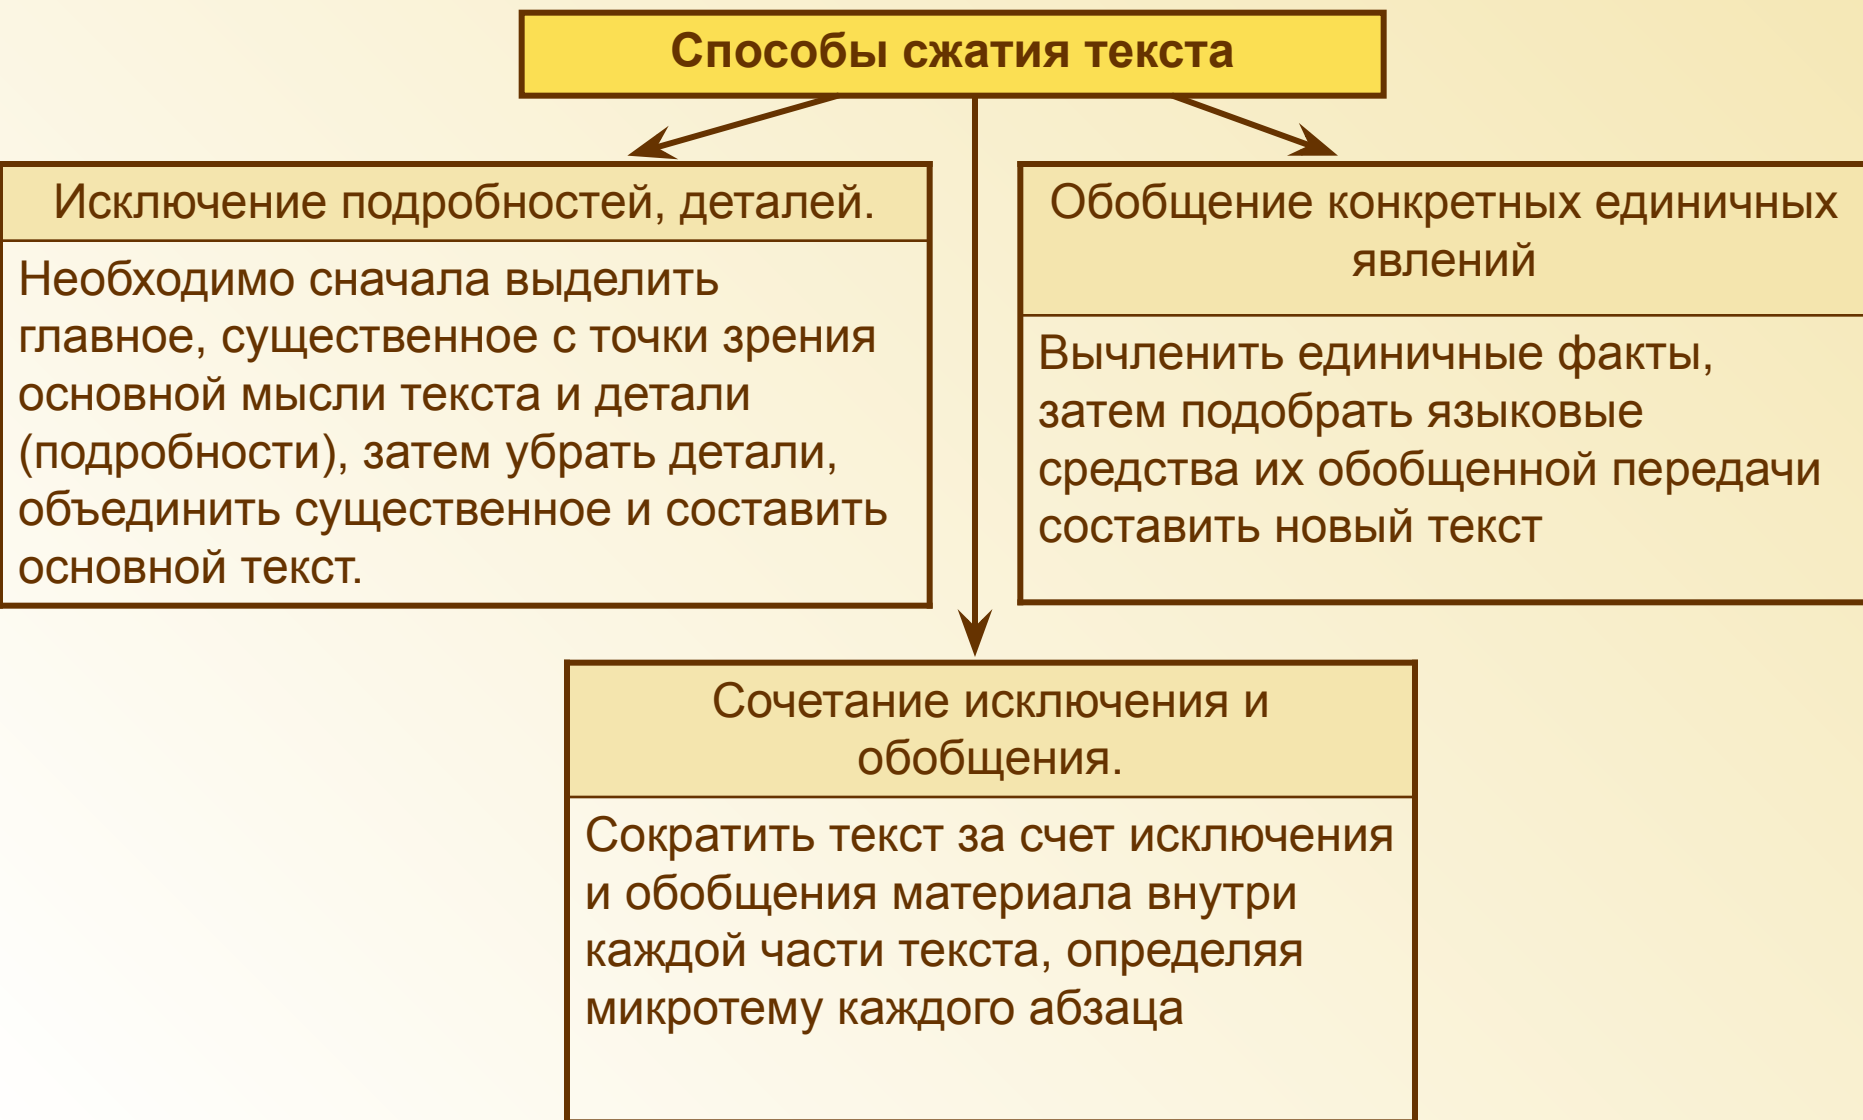 Способы сжатия текста
Исключение подробностей, деталей.
Необходимо сначала выделить
главное, существенное с точки зрения
основной мысли текста и детали
(подробности), затем убрать детали,
объединить существенное и составить
основной текст.
Обобщение конкретных единичных
явлений
Вычленить единичные факты,
затем подобрать языковые
средства их обобщенной передачи
составить новый текст
Сочетание исключения и
обобщения.
Сократить текст за счет исключения
и обобщения материала внутри
каждой части текста, определяя
микротему каждого абзаца